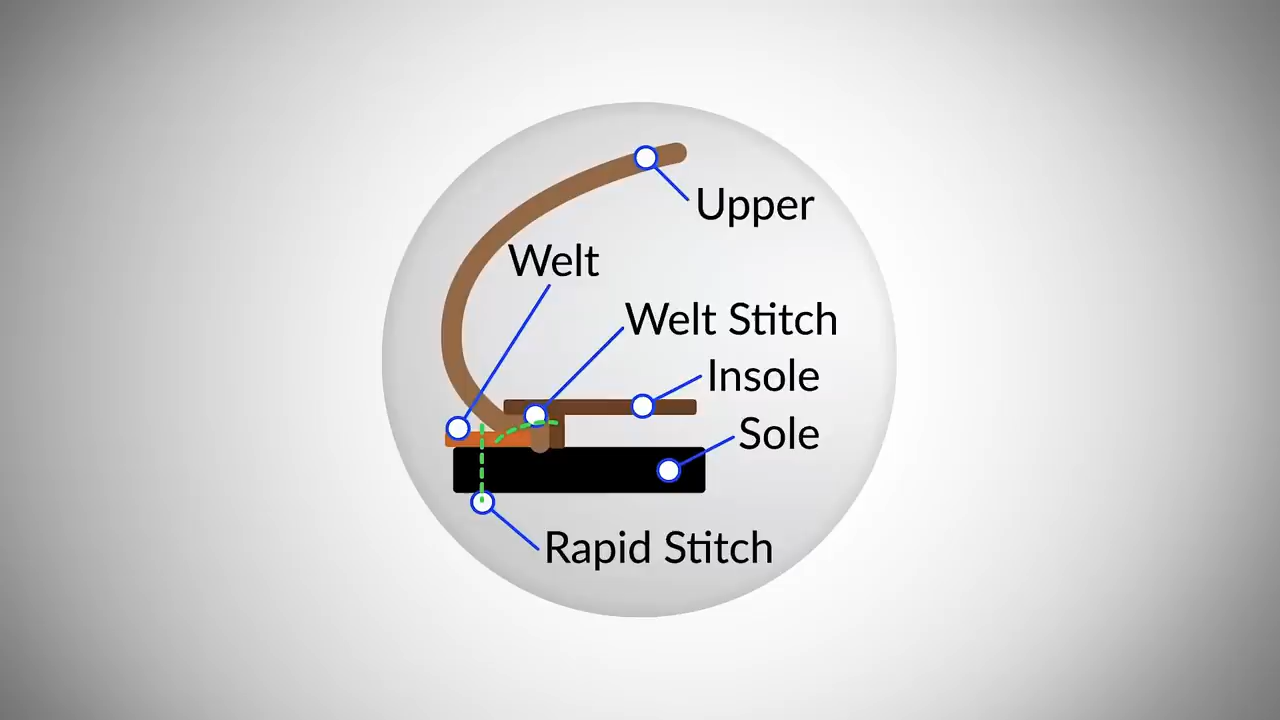 Upper
Welt
Welt Stitch
Insole
Sole
Rapid Stitch